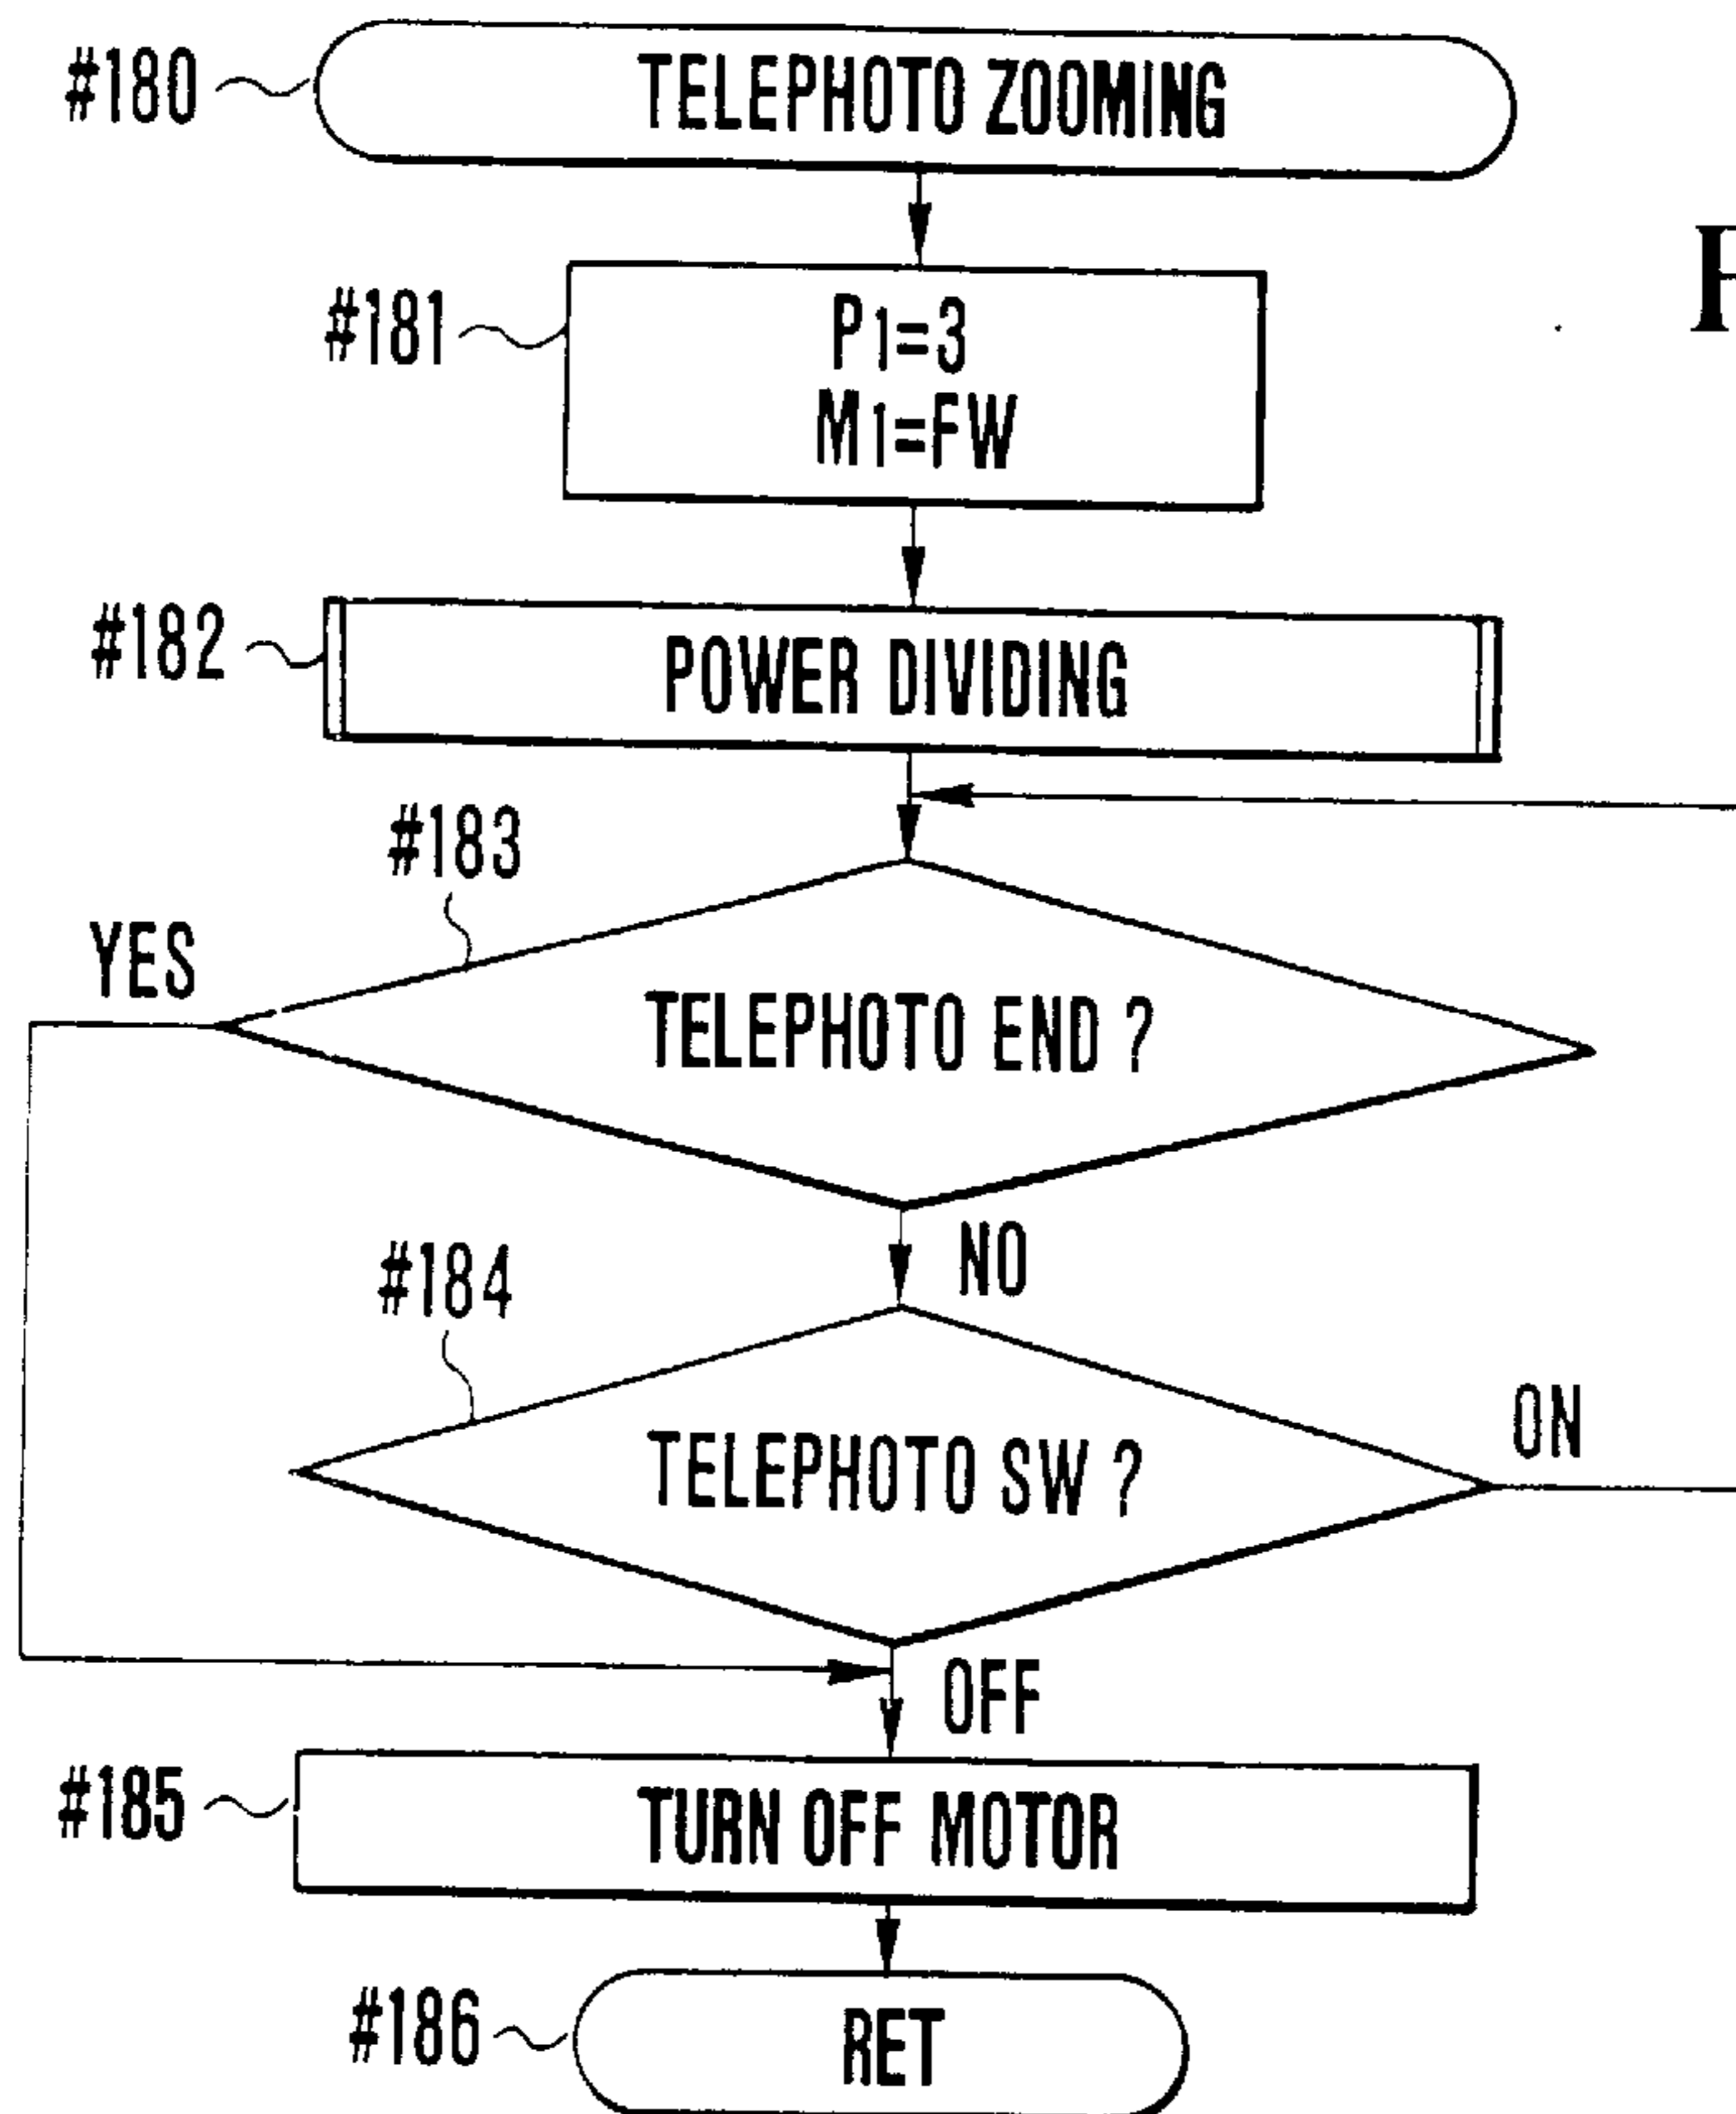 #180 TELEPHOTO ZOOMING
#181
P1=3
M1=FW
#182 POWER DIVIDING
#183
YES
TELEPHOTO END ?
NO
#184
ON
TELEPHOTO SW ?
OFF
#185 TURN OFF MOTOR
#186 RET